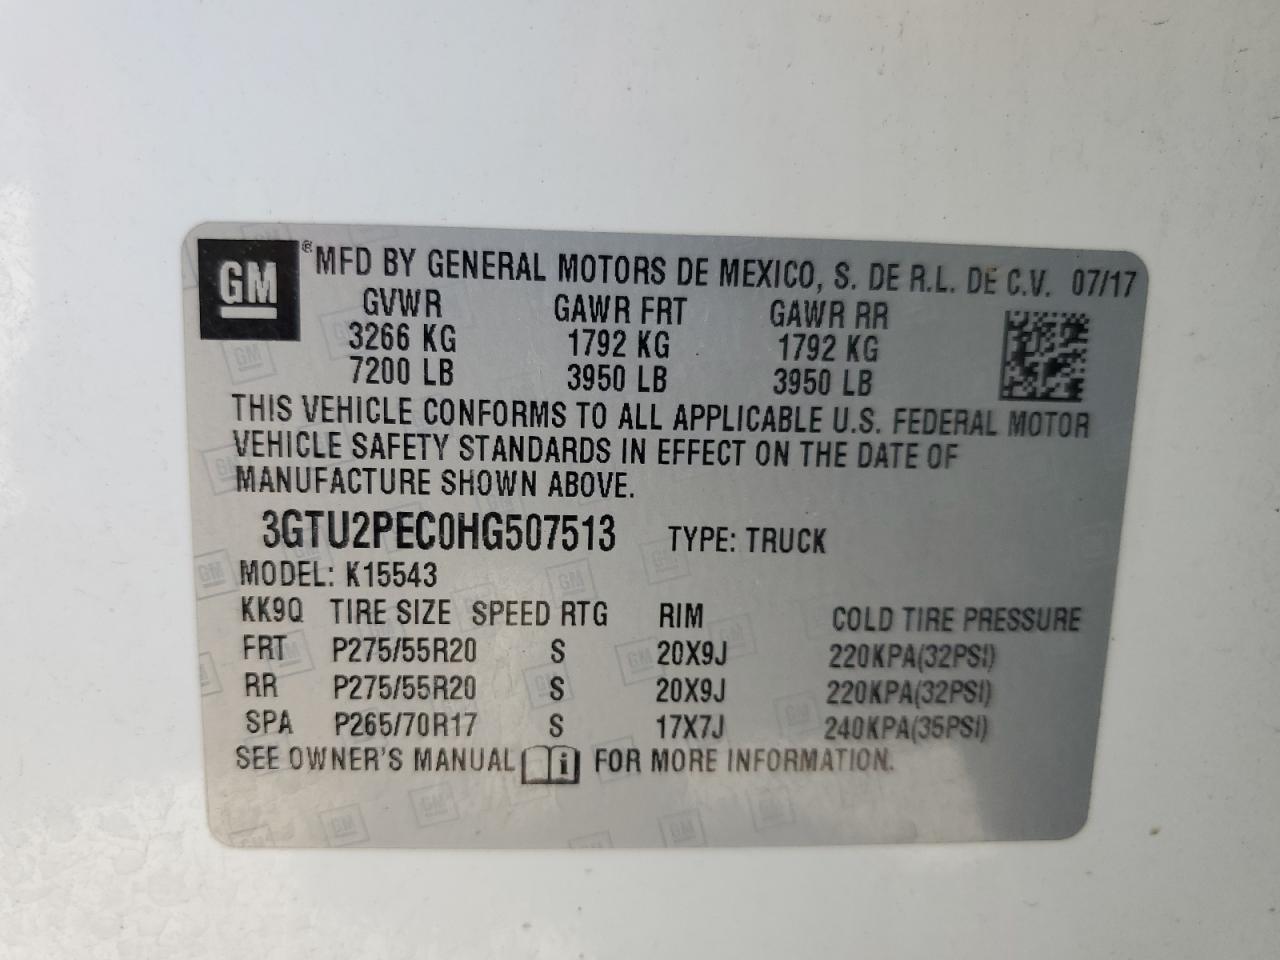 GM ® MFD BY GENERAL MOTORS DE MEXICO, S. DE R.L. DE C.V. 07/17
GVWR GAWR FRT GAWR RR
3266 KG 1792 KG 1792 KG
7200 LB 3950 LB 3950 LB
THIS VEHICLE CONFORMS TO ALL APPLICABLE U.S. FEDERAL MOTOR
VEHICLE SAFETY STANDARDS IN EFFECT ON THE DATE OF
MANUFACTURE SHOWN ABOVE.
3GTU2PEC0HG507513 TYPE: TRUCK
MODEL: K15543
KK9Q TIRE SIZE SPEED RTG RIM COLD TIRE PRESSURE
FRT P275/55R20 S 20X9J 220KPA(32PSI)
RR P275/55R20 S 20X9J 220KPA(32PSI)
SPA P265/70R17 S 17X7J 240KPA(35PSI)
SEE OWNER'S MANUAL i FOR MORE INFORMATION.